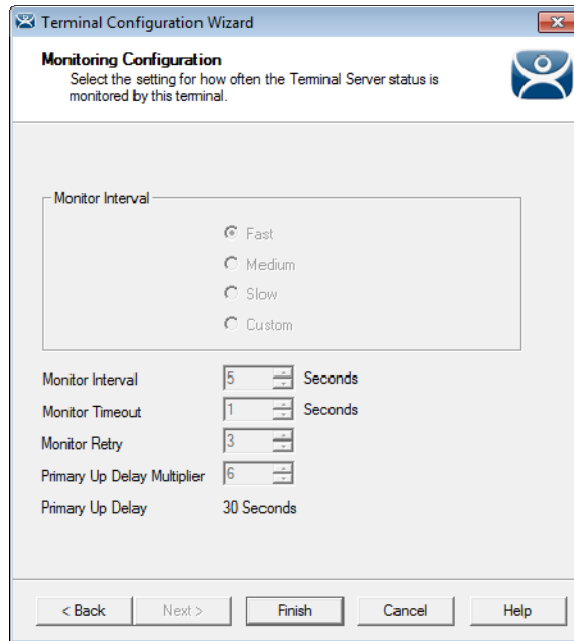 Terminal Configuration Wizard
Monitoring Configuration
Select the setting for how often the Terminal Server status is
monitored by this terminal.
Monitor Interval
Fast
Medium
Slow
Custom
Monitor Interval 5 Seconds
Monitor Timeout 1 Seconds
Monitor Retry 3
Primary Up Delay Multiplier 6
Primary Up Delay 30 Seconds
< Back Next > Finish Cancel Help